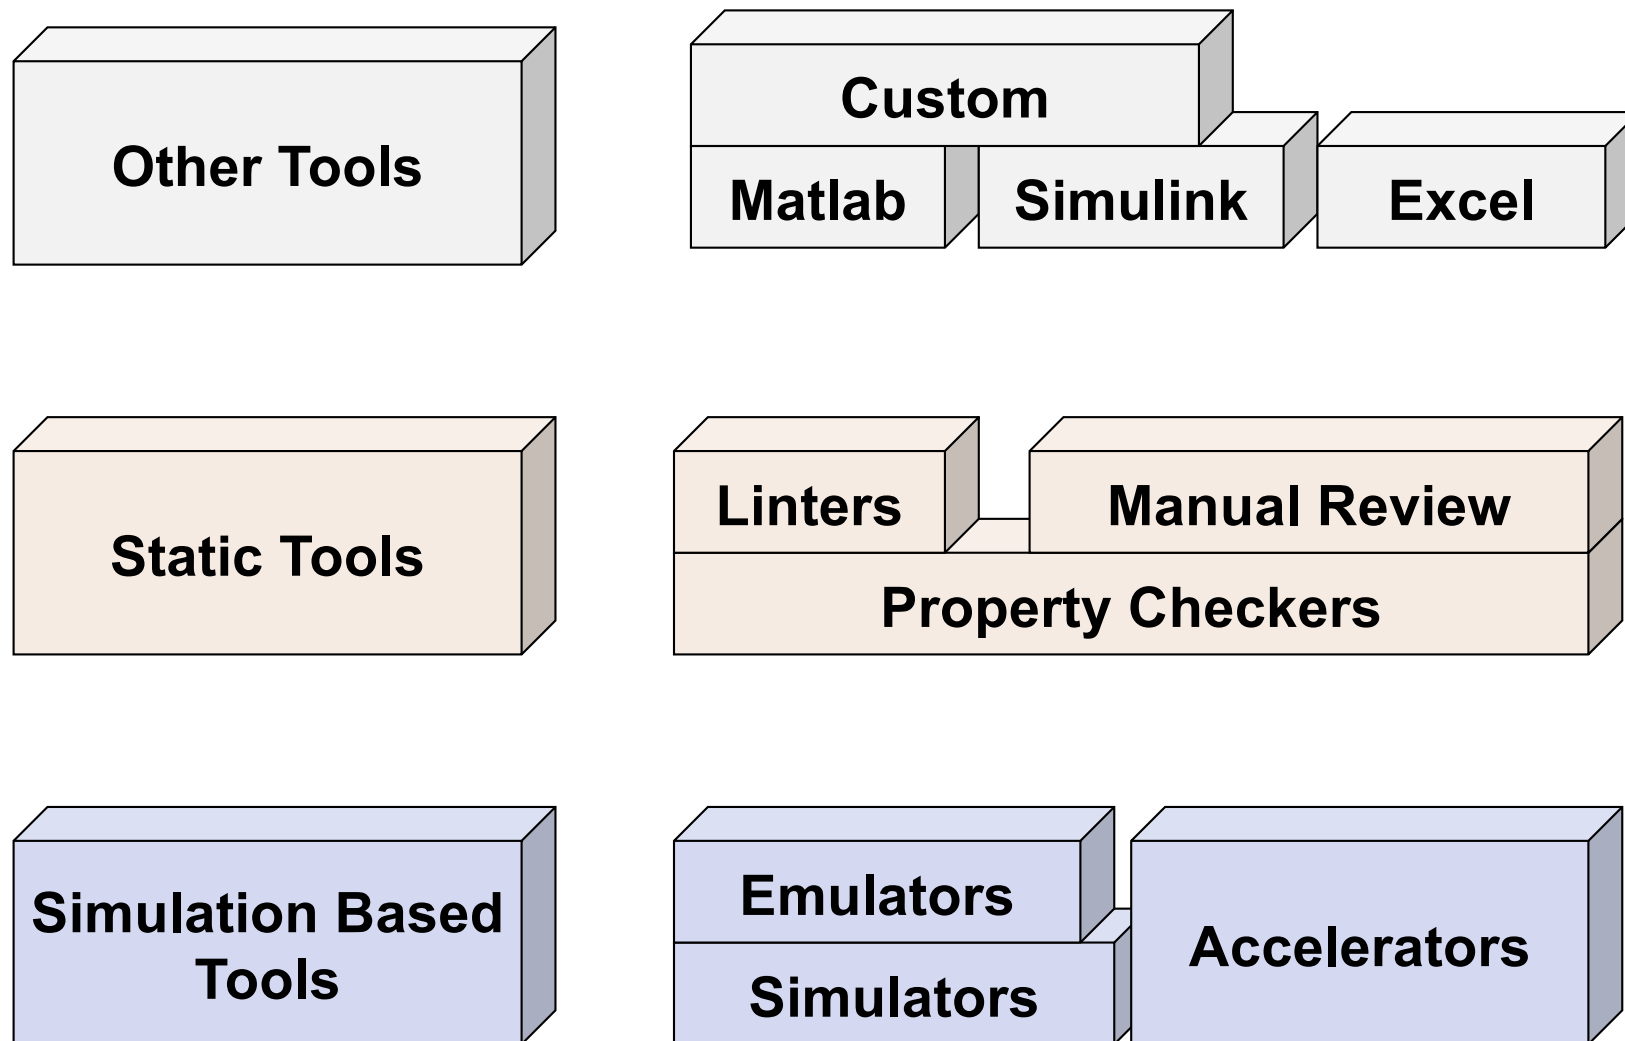 Other Tools
Custom
Matlab
Simulink
Excel
Static Tools
Linters
Manual Review
Property Checkers
Simulation Based
Tools
Emulators
Simulators
Accelerators